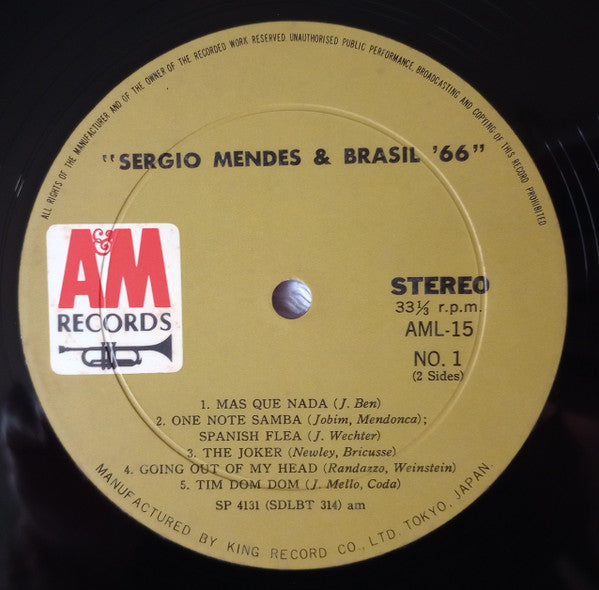 ALL RIGHTS OF THE MANUFACTURER AND OF THE OWNER OF THE RECORDED WORK RESERVED UNAUTHORISED PUBLIC PERFORMANCE, BROADCASTING AND COPYING OF THIS RECORD PROHIBITED
"SERGIO MENDES & BRASIL '66"
A&M
RECORDS
STEREO
33⅓ r.p.m.
AML-15
NO. 1
(2 Sides)
1. MAS QUE NADA (J. Ben)
2. ONE NOTE SAMBA (Jobim, Mendonca);
SPANISH FLEA (J. Wechter)
3. THE JOKER (Newley, Bricusse)
4. GOING OUT OF MY HEAD (Randazzo, Weinstein)
5. TIM DOM DOM (J. Mello, Coda)
SP 4131 (SDLBT 314) am
MANUFACTURED BY KING RECORD CO., LTD. TOKYO, JAPAN.